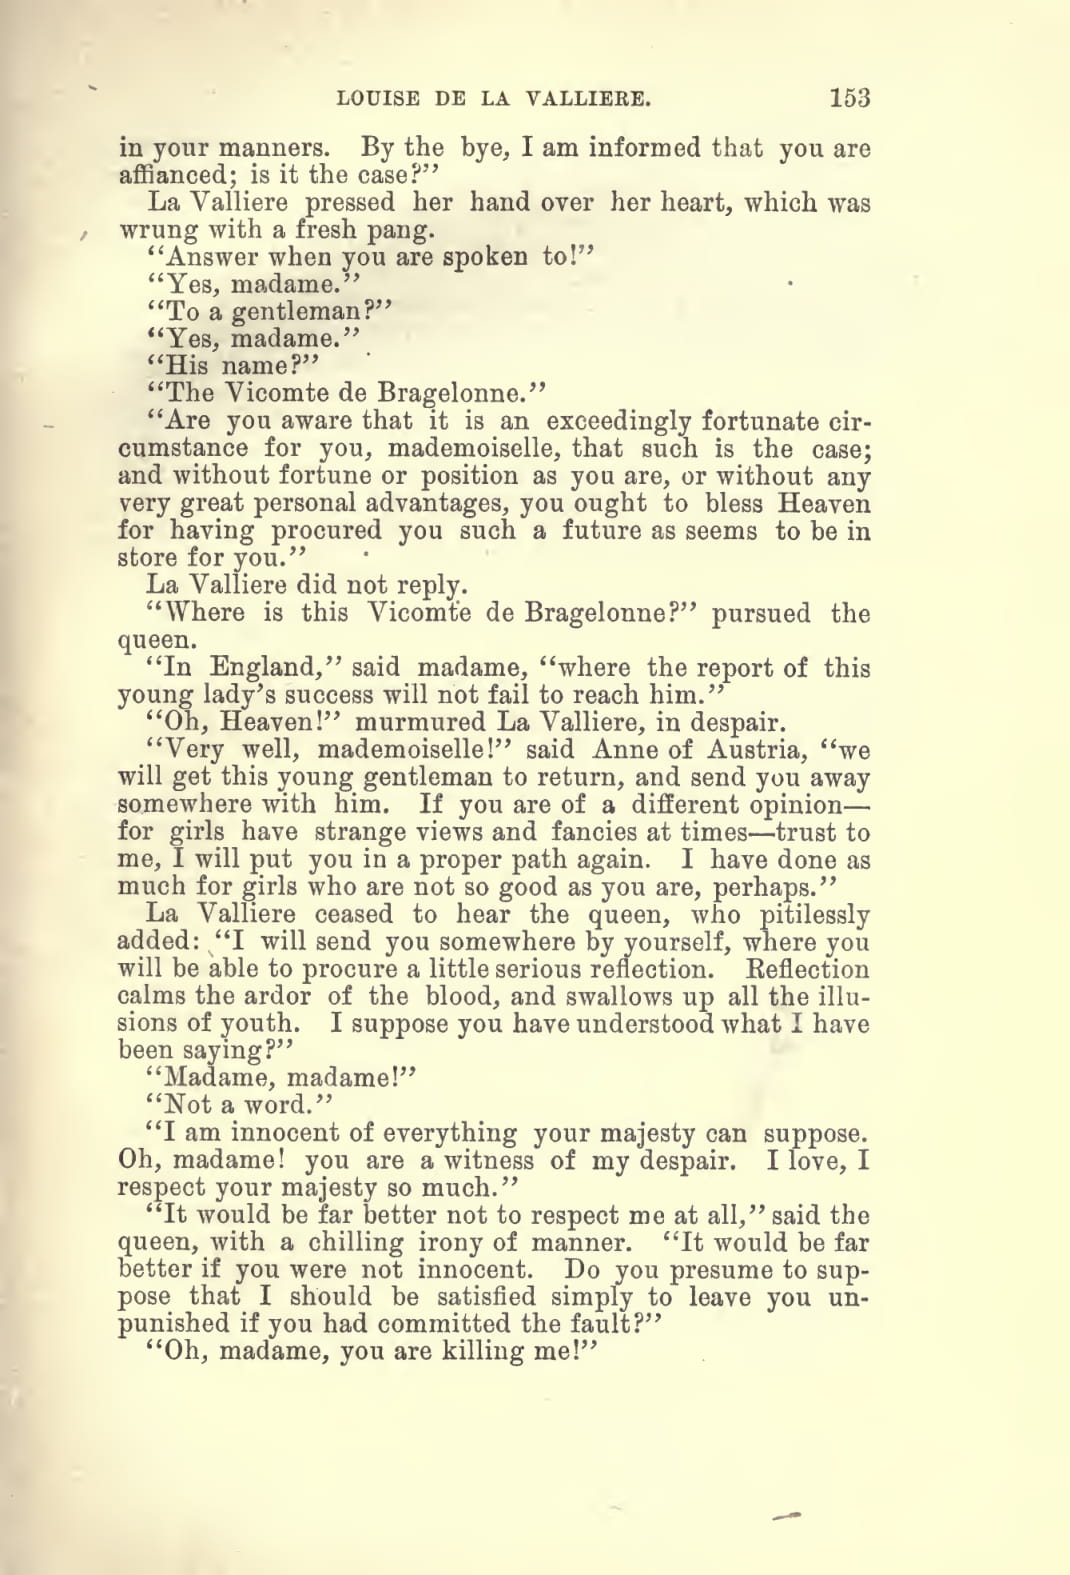 LOUISE DE LA VALLIERE. 153
in your manners. By the bye, I am informed that you are
affianced; is it the case?”
La Valliere pressed her hand over her heart, which was
wrung with a fresh pang.
“Answer when you are spoken to!”
“Yes, madame.”
“To a gentleman?”
“Yes, madame.”
“His name?”
“The Vicomte de Bragelonne.”
“Are you aware that it is an exceedingly fortunate cir-
cumstance for you, mademoiselle, that such is the case;
and without fortune or position as you are, or without any
very great personal advantages, you ought to bless Heaven
for having procured you such a future as seems to be in
store for you.”
La Valliere did not reply.
“Where is this Vicomte de Bragelonne?” pursued the
queen.
“In England,” said madame, “where the report of this
young lady’s success will not fail to reach him.”
“Oh, Heaven!” murmured La Valliere, in despair.
“Very well, mademoiselle!” said Anne of Austria, “we
will get this young gentleman to return, and send you away
somewhere with him. If you are of a different opinion—
for girls have strange views and fancies at times—trust to
me, I will put you in a proper path again. I have done as
much for girls who are not so good as you are, perhaps.”
La Valliere ceased to hear the queen, who pitilessly
added: “I will send you somewhere by yourself, where you
will be able to procure a little serious reflection. Reflection
calms the ardor of the blood, and swallows up all the illu-
sions of youth. I suppose you have understood what I have
been saying?”
“Madame, madame!”
“Not a word.”
“I am innocent of everything your majesty can suppose.
Oh, madame! you are a witness of my despair. I love, I
respect your majesty so much.”
“It would be far better not to respect me at all,” said the
queen, with a chilling irony of manner. “It would be far
better if you were not innocent. Do you presume to sup-
pose that I should be satisfied simply to leave you un-
punished if you had committed the fault?”
“Oh, madame, you are killing me!”